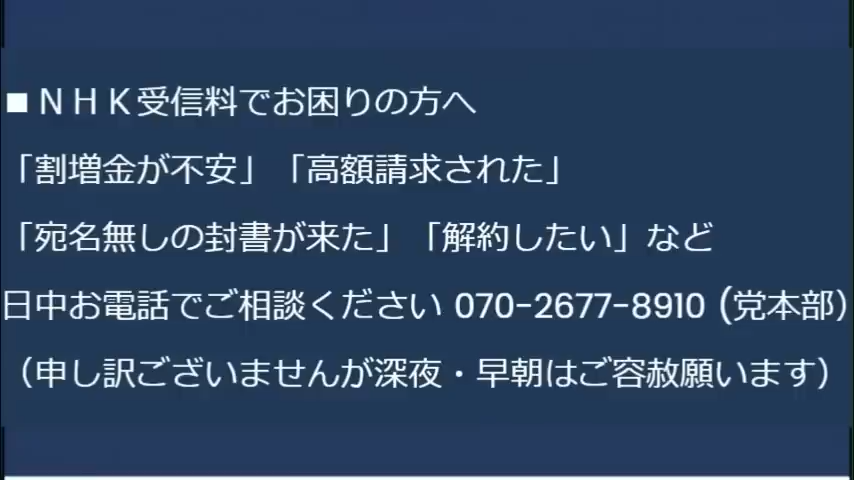 ■ＮＨＫ受信料でお困りの方へ
「割増金が不安」「高額請求された」
「宛名無しの封書が来た」「解約したい」など
日中お電話でご相談ください 070-2677-8910 (党本部)
（申し訳ございませんが深夜・早朝はご容赦願います）